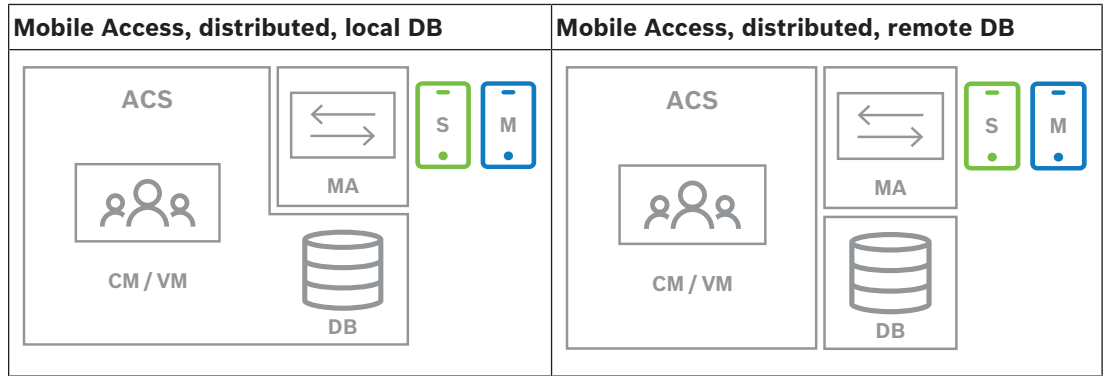 Mobile Access, distributed, local DB
Mobile Access, distributed, remote DB
ACS
S
M
MA
CM / VM
DB
ACS
S
M
MA
CM / VM
DB